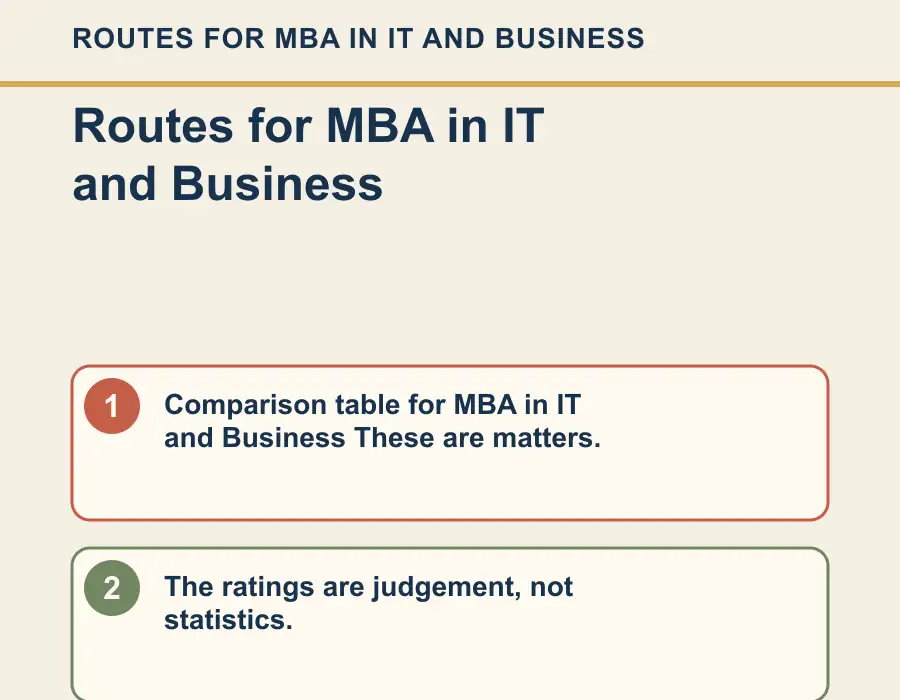 ROUTES FOR MBA IN IT AND BUSINESS
Routes for MBA in IT
and Business
1
Comparison table for MBA in IT
and Business These are matters.
2
The ratings are judgement, not
statistics.